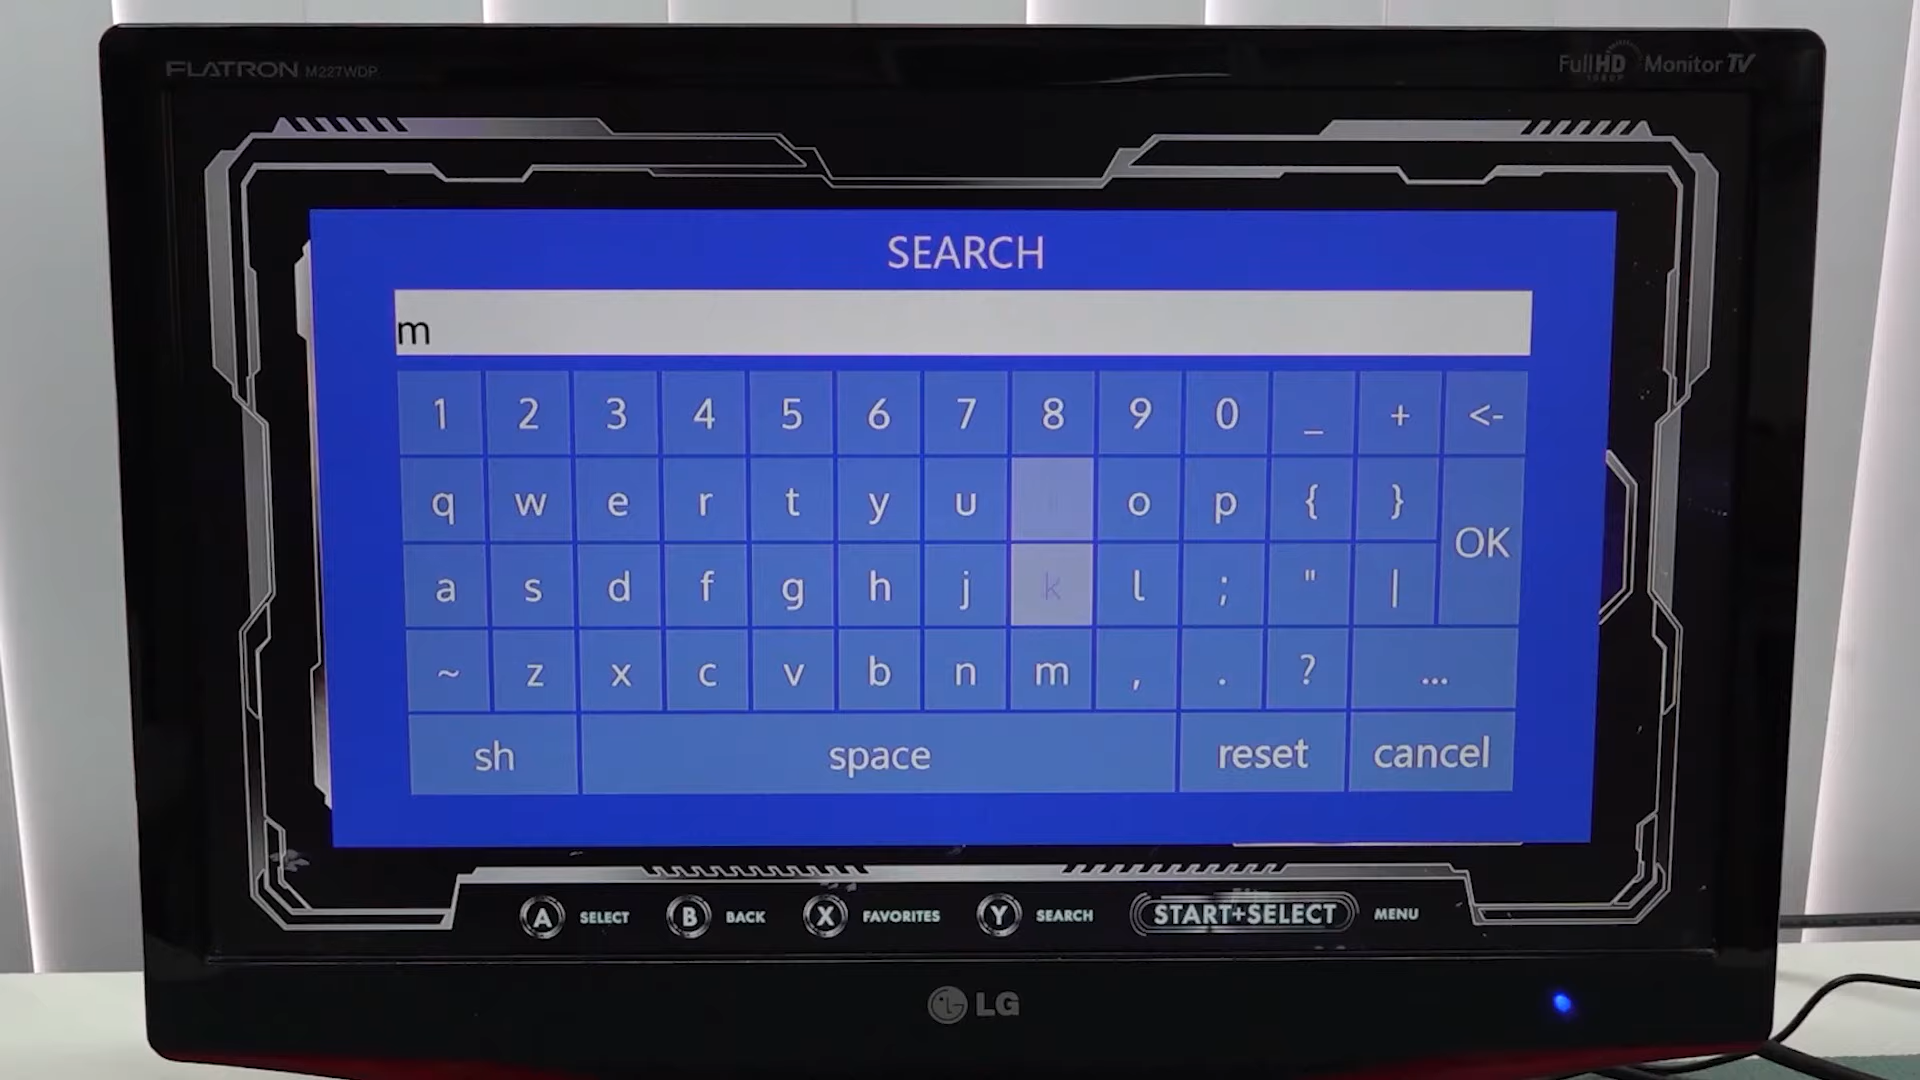 FLATRON M227WDP
FullHD 1080P Monitor TV
SEARCH
m
1 2 3 4 5 6 7 8 9 0 _ + <-
q w e r t y u o p { }
OK
a s d f g h j k l ; " |
~ z x c v b n m , . ? ...
sh space reset cancel
A SELECT B BACK X FAVORITES Y SEARCH START+SELECT MENU
LG